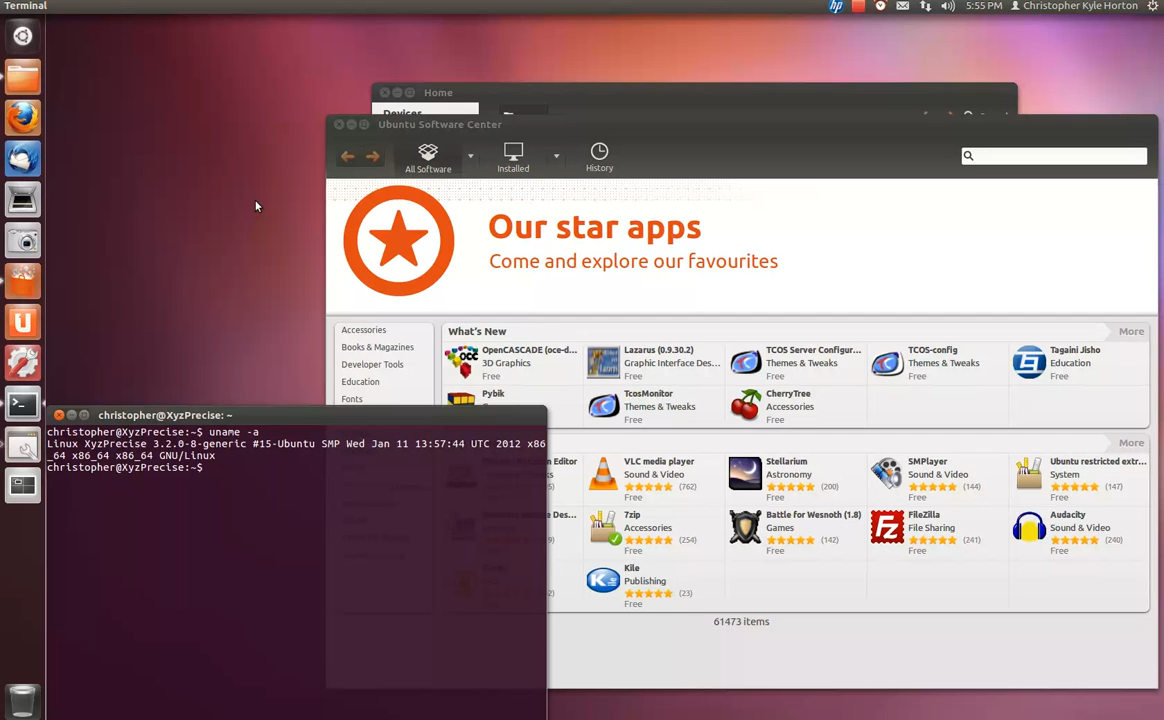 Terminal
5:55 PM Christopher Kyle Horton
Home
Devices
Ubuntu Software Center
All Software Installed History
Our star apps
Come and explore our favourites
Accessories
Books & Magazines
Developer Tools
Education
Fonts
What's New More
OpenCASCADE (oce-d...
3D Graphics
Free
Lazarus (0.9.30.2)
Graphic Interface Des...
Free
TCOS Server Configur...
Themes & Tweaks
Free
TCOS-config
Themes & Tweaks
Free
Tagaini Jisho
Education
Free
Pybik
TcosMonitor
Themes & Tweaks
Free
CherryTree
Accessories
Free
More
Editor
VLC media player
Sound & Video
(762)
Free
Stellarium
Astronomy
(200)
Free
SMPlayer
Sound & Video
(144)
Free
Ubuntu restricted extr...
System
(147)
Free
7zip
Accessories
(254)
Free
Battle for Wesnoth (1.8)
Games
(142)
Free
FileZilla
File Sharing
(241)
Free
Audacity
Sound & Video
(240)
Free
Kile
Publishing
(23)
Free
61473 items
christopher@XyzPrecise: ~
christopher@XyzPrecise:~$ uname -a
Linux XyzPrecise 3.2.0-8-generic #15-Ubuntu SMP Wed Jan 11 13:57:44 UTC 2012 x86
_64 x86_64 x86_64 GNU/Linux
christopher@XyzPrecise:~$